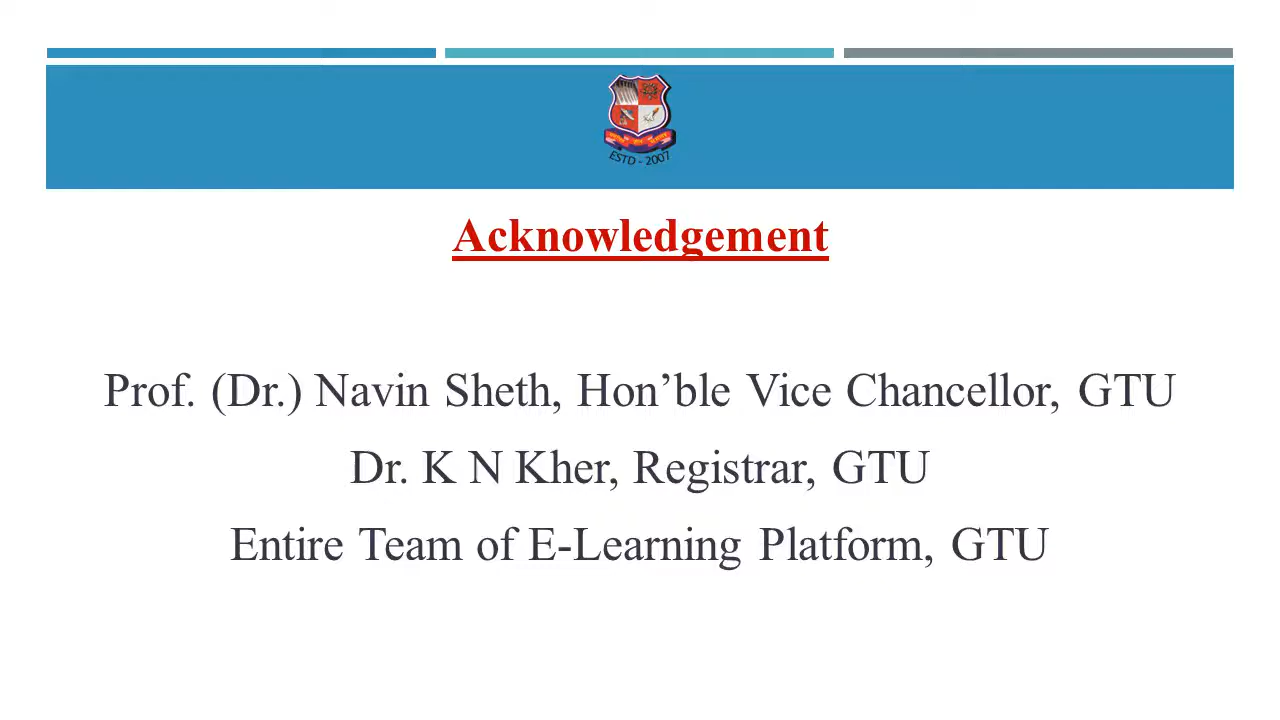 ESTD - 2007
Acknowledgement
Prof. (Dr.) Navin Sheth, Hon’ble Vice Chancellor, GTU
Dr. K N Kher, Registrar, GTU
Entire Team of E-Learning Platform, GTU